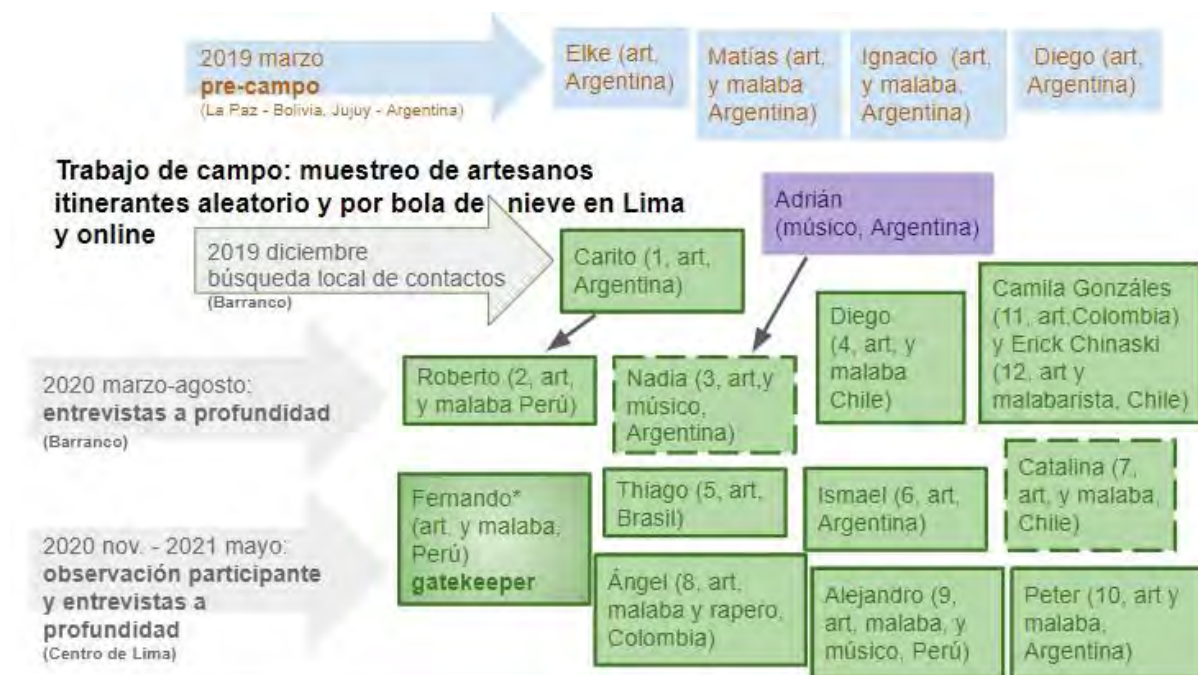 2019 marzo
pre-campo
(La Paz - Bolivia, Jujuy - Argentina)
Elke (art,
Argentina)
Matías (art,
y malaba
Argentina)
Ignacio (art,
y malaba,
Argentina)
Diego (art,
Argentina)
Trabajo de campo: muestreo de artesanos
itinerantes aleatorio y por bola de nieve en Lima
y online
2019 diciembre
búsqueda local de contactos
(Barranco)
Carito (1, art,
Argentina)
Adrián
(músico, Argentina)
2020 marzo-agosto:
entrevistas a profundidad
(Barranco)
Roberto (2, art,
y malaba Perú)
Nadia (3, art,y
músico,
Argentina)
Diego
(4, art, y
malaba
Chile)
Camila Gonzáles
(11, art,Colombia)
y Erick Chinaski
(12, art y
malabarista, Chile)
2020 nov. - 2021 mayo:
observación participante
y entrevistas a
profundidad
(Centro de Lima)
Fernando*
(art. y malaba,
Perú)
gatekeeper
Thiago (5, art,
Brasil)
Ismael (6, art,
Argentina)
Catalina (7,
art, y malaba,
Chile)
Ángel (8, art,
malaba y rapero,
Colombia)
Alejandro (9,
art, malaba, y
músico, Perú)
Peter (10, art y
malaba,
Argentina)